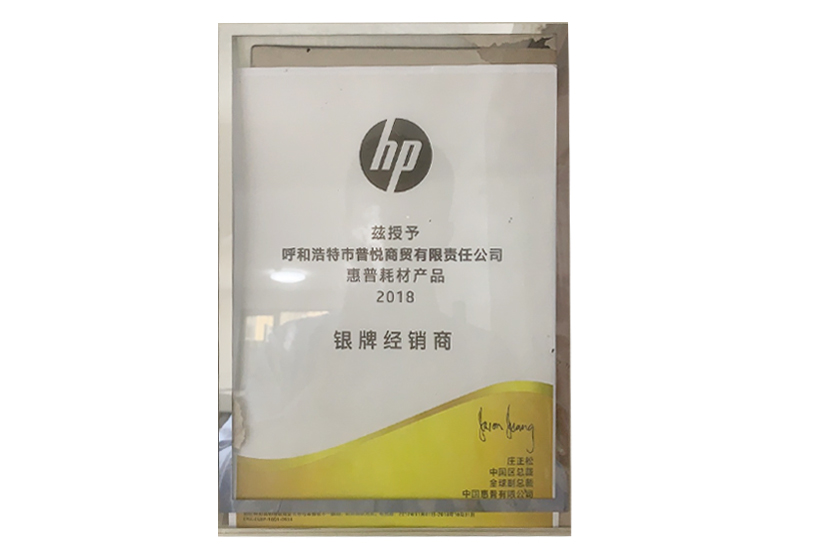 hp
兹授予
呼和浩特市普悦商贸有限责任公司
惠普耗材产品
2018
银牌经销商
庄正松
中国区总裁
全球副总裁
中国惠普有限公司